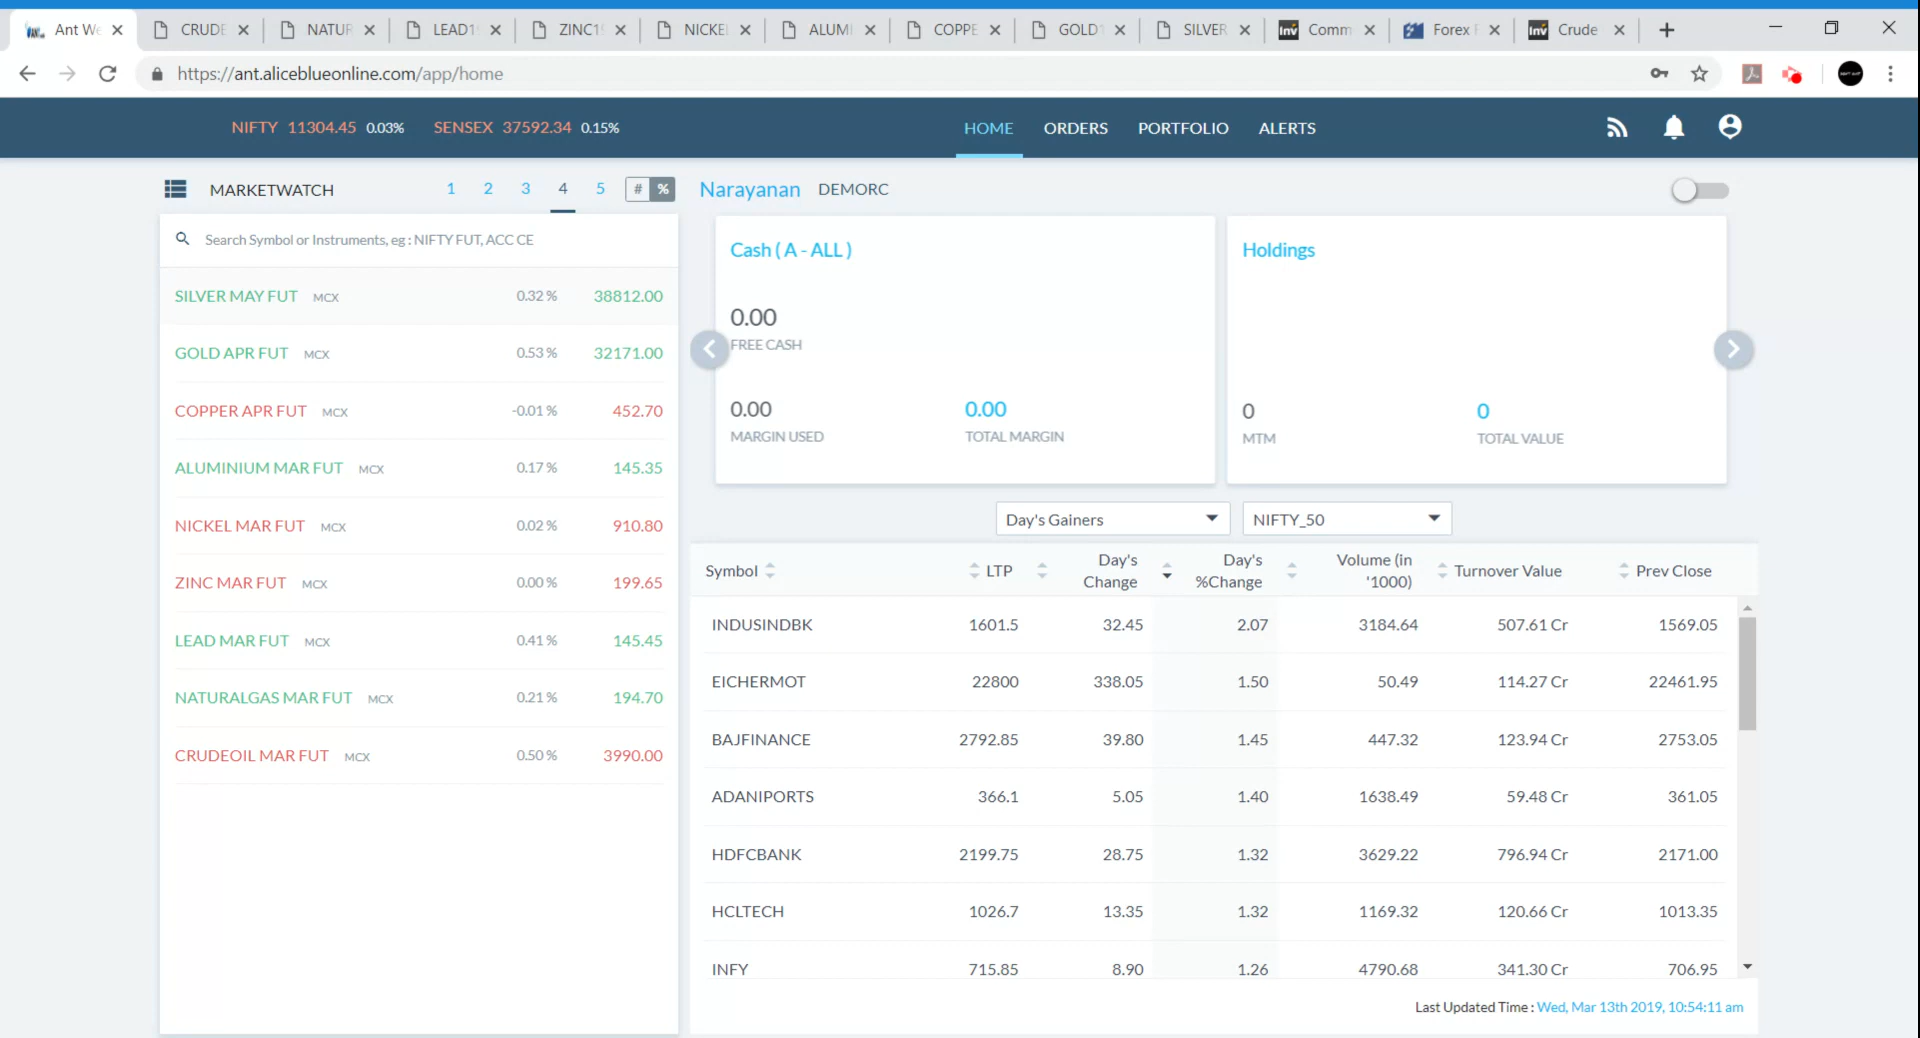 Ant We
CRUDE
NATUR
LEAD1
ZINC19
NICKEL
ALUMI
COPPE
GOLD1
SILVER
Comm
Forex
Crude
https://ant.aliceblueonline.com/app/home
NIFTY 11304.45 0.03% SENSEX 37592.34 0.15%
HOME ORDERS PORTFOLIO ALERTS
MARKETWATCH 1 2 3 4 5 # %
Search Symbol or Instruments, eg : NIFTY FUT, ACC CE
SILVER MAY FUT MCX 0.32 % 38812.00
GOLD APR FUT MCX 0.53 % 32171.00
COPPER APR FUT MCX -0.01 % 452.70
ALUMINIUM MAR FUT MCX 0.17 % 145.35
NICKEL MAR FUT MCX 0.02 % 910.80
ZINC MAR FUT MCX 0.00 % 199.65
LEAD MAR FUT MCX 0.41 % 145.45
NATURALGAS MAR FUT MCX 0.21 % 194.70
CRUDEOIL MAR FUT MCX 0.50 % 3990.00
Narayanan DEMORC
Cash ( A - ALL )
0.00
FREE CASH
0.00 0.00
MARGIN USED TOTAL MARGIN
Holdings
0 0
MTM TOTAL VALUE
Day's Gainers NIFTY_50
Symbol LTP Day's Change Day's %Change Volume (in '1000) Turnover Value Prev Close
INDUSINDBK 1601.5 32.45 2.07 3184.64 507.61 Cr 1569.05
EICHERMOT 22800 338.05 1.50 50.49 114.27 Cr 22461.95
BAJFINANCE 2792.85 39.80 1.45 447.32 123.94 Cr 2753.05
ADANIPORTS 366.1 5.05 1.40 1638.49 59.48 Cr 361.05
HDFCBANK 2199.75 28.75 1.32 3629.22 796.94 Cr 2171.00
HCLTECH 1026.7 13.35 1.32 1169.32 120.66 Cr 1013.35
INFY 715.85 8.90 1.26 4790.68 341.30 Cr 706.95
Last Updated Time : Wed, Mar 13th 2019, 10:54:11 am